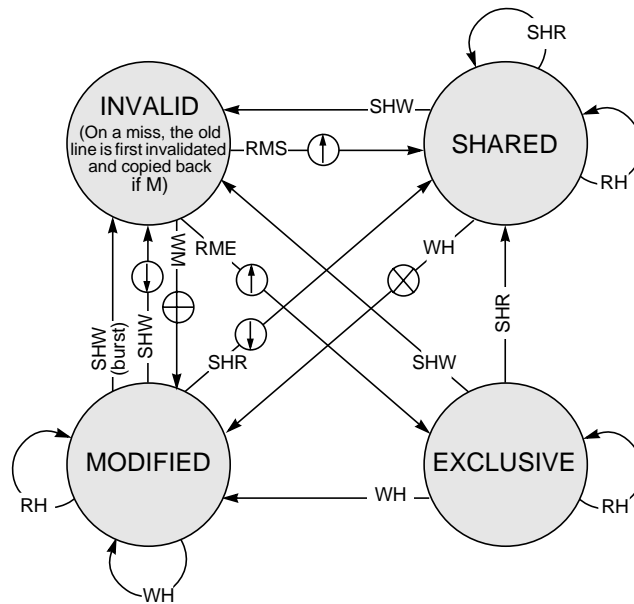 SHR
INVALID
(On a miss, the old
line is first invalidated
and copied back
if M)
SHW
RMS
SHARED
RH
WM
RME
WH
SHW
(burst)
SHW
SHR
SHW
SHR
MODIFIED
EXCLUSIVE
RH
WH
RH
WH